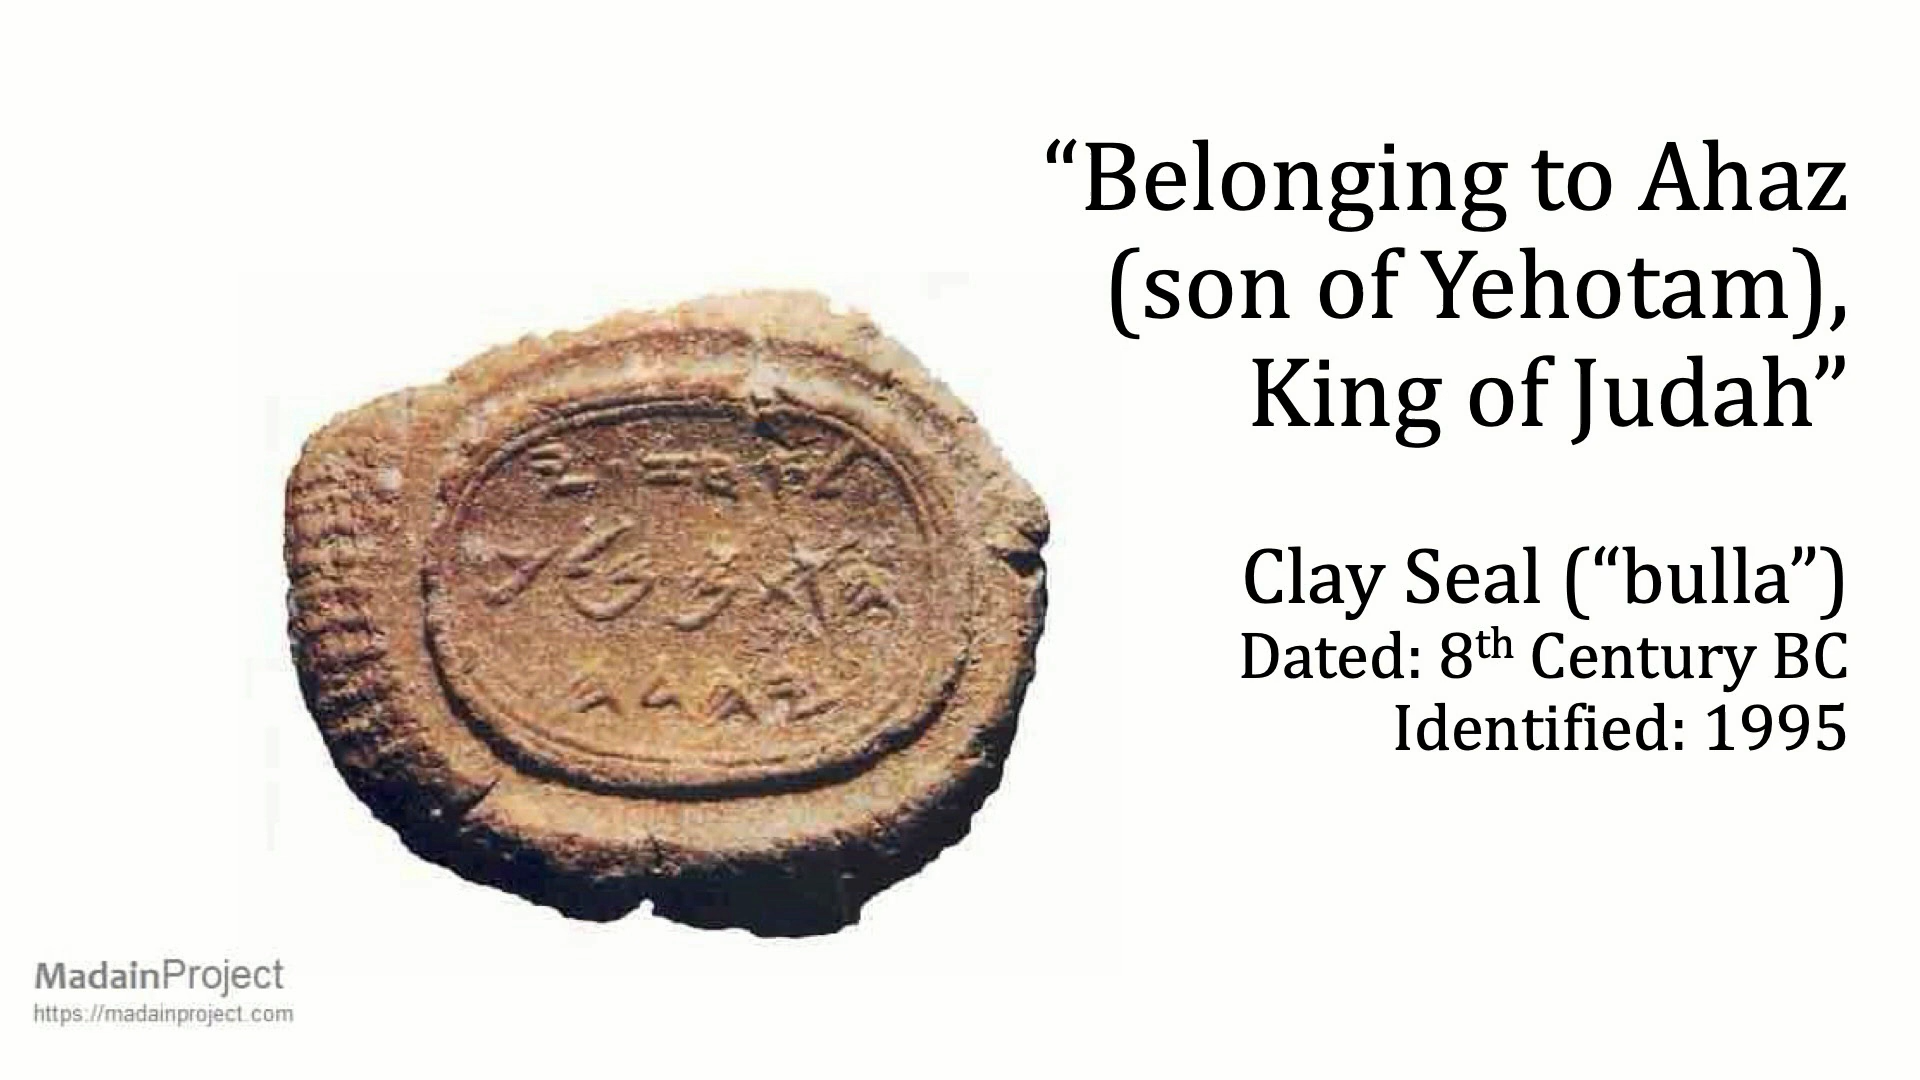 “Belonging to Ahaz
(son of Yehotam),
King of Judah”
Clay Seal (“bulla”)
Dated: 8th Century BC
Identified: 1995
MadainProject
https://madainproject.com